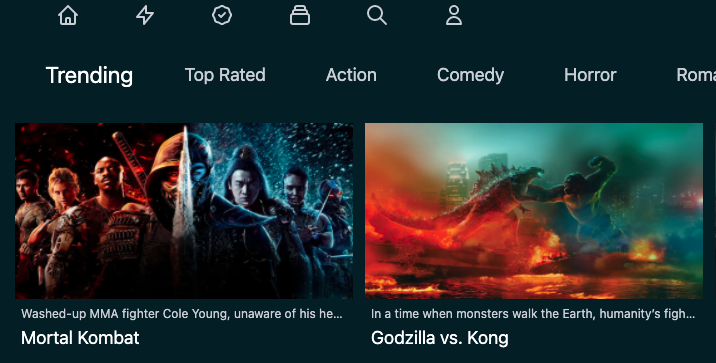 Trending Top Rated Action Comedy Horror Roma
Washed-up MMA fighter Cole Young, unaware of his he...
Mortal Kombat
In a time when monsters walk the Earth, humanity's figh...
Godzilla vs. Kong